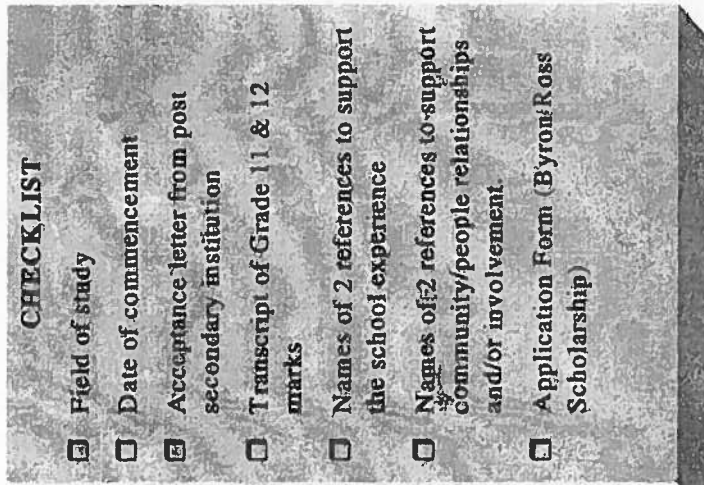 CHECKLIST
Field of study
Date of commencement
Acceptance letter from post
secondary institution
Transcript of Grade 11 & 12
marks
Names of 2 references to support
the school experience
Names of 2 references to support
community/people relationships
and/or involvement.
Application Form (Byron Ross
Scholarship)